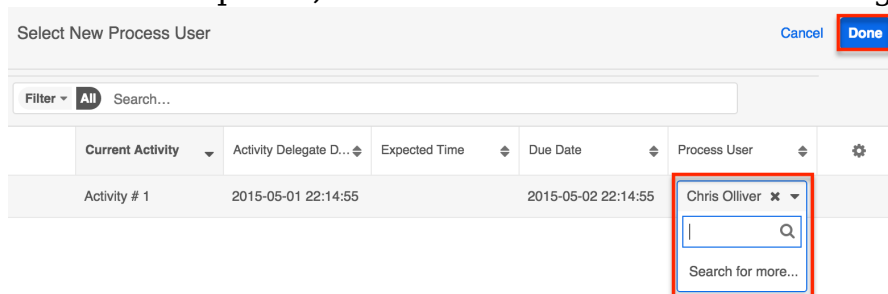 Select New Process User Cancel Done
Filter All Search...
Current Activity Activity Delegate D... Expected Time Due Date Process User
Activity # 1 2015-05-01 22:14:55 2015-05-02 22:14:55 Chris Olliver
Search for more...